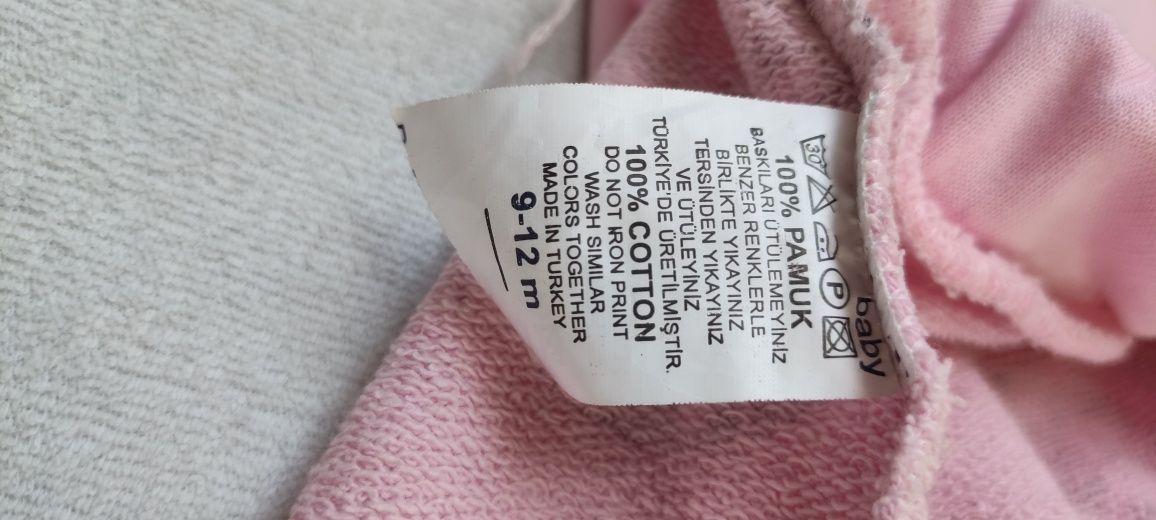 baby
30 P
100% PAMUK
BASKILARI ÜTÜLEMEYİNİZ
BENZER RENKLERLE
BİRLİKTE YIKAYINIZ
TERSİNDEN YIKAYINIZ
VE ÜTÜLEYİNİZ
TÜRKİYE'DE ÜRETİLMİŞTİR.
100% COTTON
DO NOT IRON PRINT
WASH SIMILAR
COLORS TOGETHER
MADE IN TURKEY
9-12 m